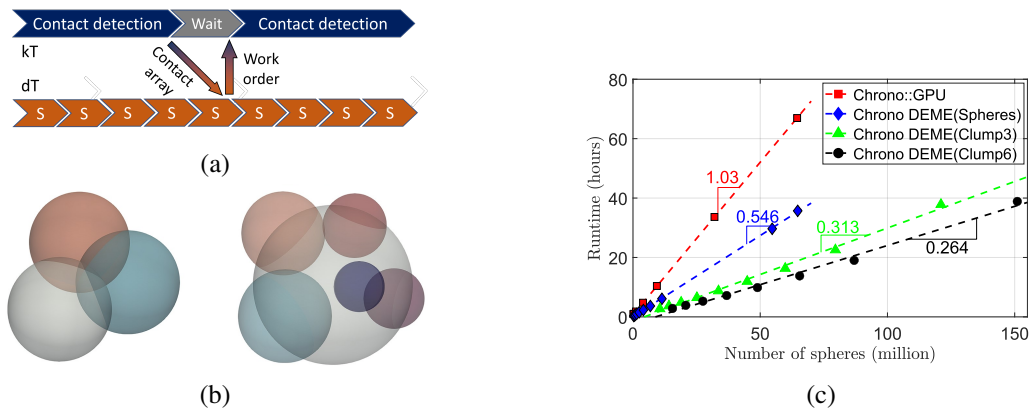 Contact detection Wait Contact detection
kT
Contact
array
Work
order
dT
S S S S S S S S S
(a)
(b)
80
60
40
20
0
Runtime (hours)
0 50 100 150
Number of spheres (million)
Chrono::GPU
Chrono DEME(Spheres)
Chrono DEME(Clump3)
Chrono DEME(Clump6)
1.03
0.546
0.313
0.264
(c)